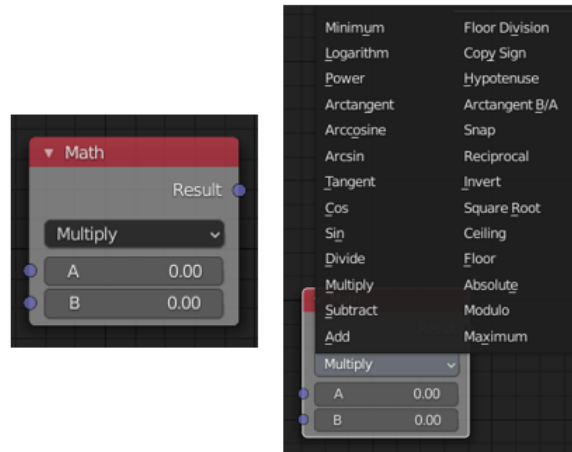 Math
Result
Multiply
A 0.00
B 0.00
Minimum Floor Division
Logarithm Copy Sign
Power Hypotenuse
Arctangent Arctangent B/A
Arccosine Snap
Arcsin Reciprocal
Tangent Invert
Cos Square Root
Sin Ceiling
Divide Floor
Multiply Absolute
Subtract Modulo
Add Maximum
Multiply
A 0.00
B 0.00